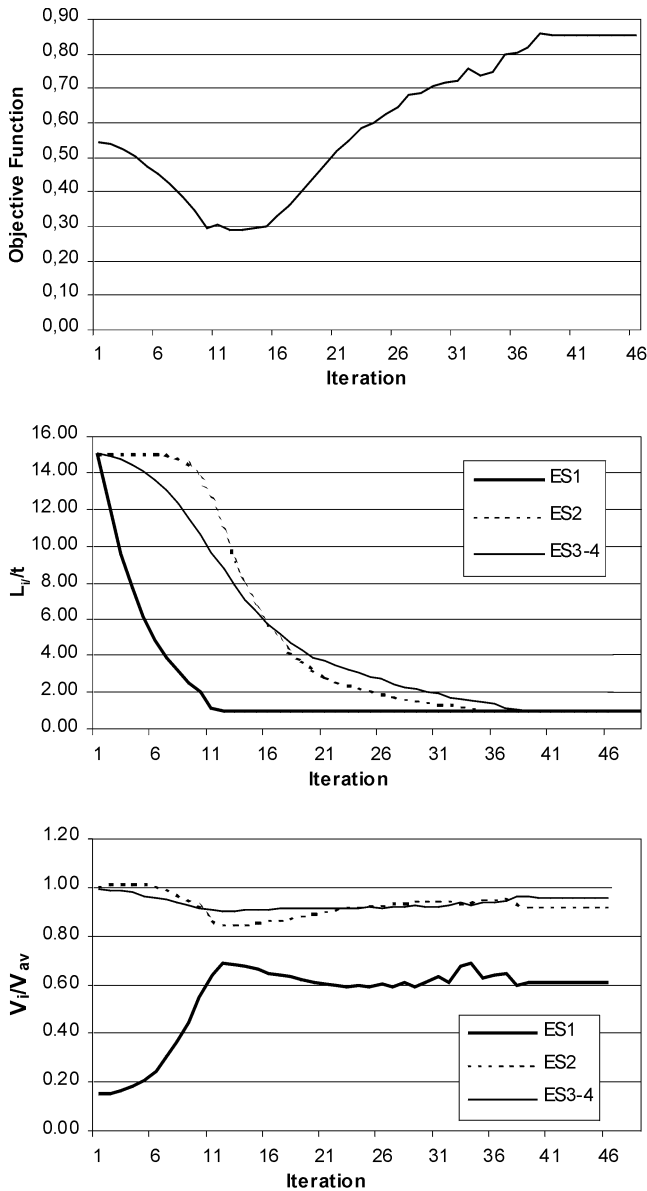 0,90
0,80
0,70
0,60
0,50
0,40
0,30
0,20
0,10
0,00
Objective Function
1 6 11 16 21 26 31 36 41 46
Iteration
16.00
14.00
12.00
10.00
8.00
6.00
4.00
2.00
0.00
Li/t
ES1
ES2
ES3-4
1 6 11 16 21 26 31 36 41 46
Iteration
1.20
1.00
0.80
0.60
0.40
0.20
0.00
Vi/Vav
ES1
ES2
ES3-4
1 6 11 16 21 26 31 36 41 46
Iteration